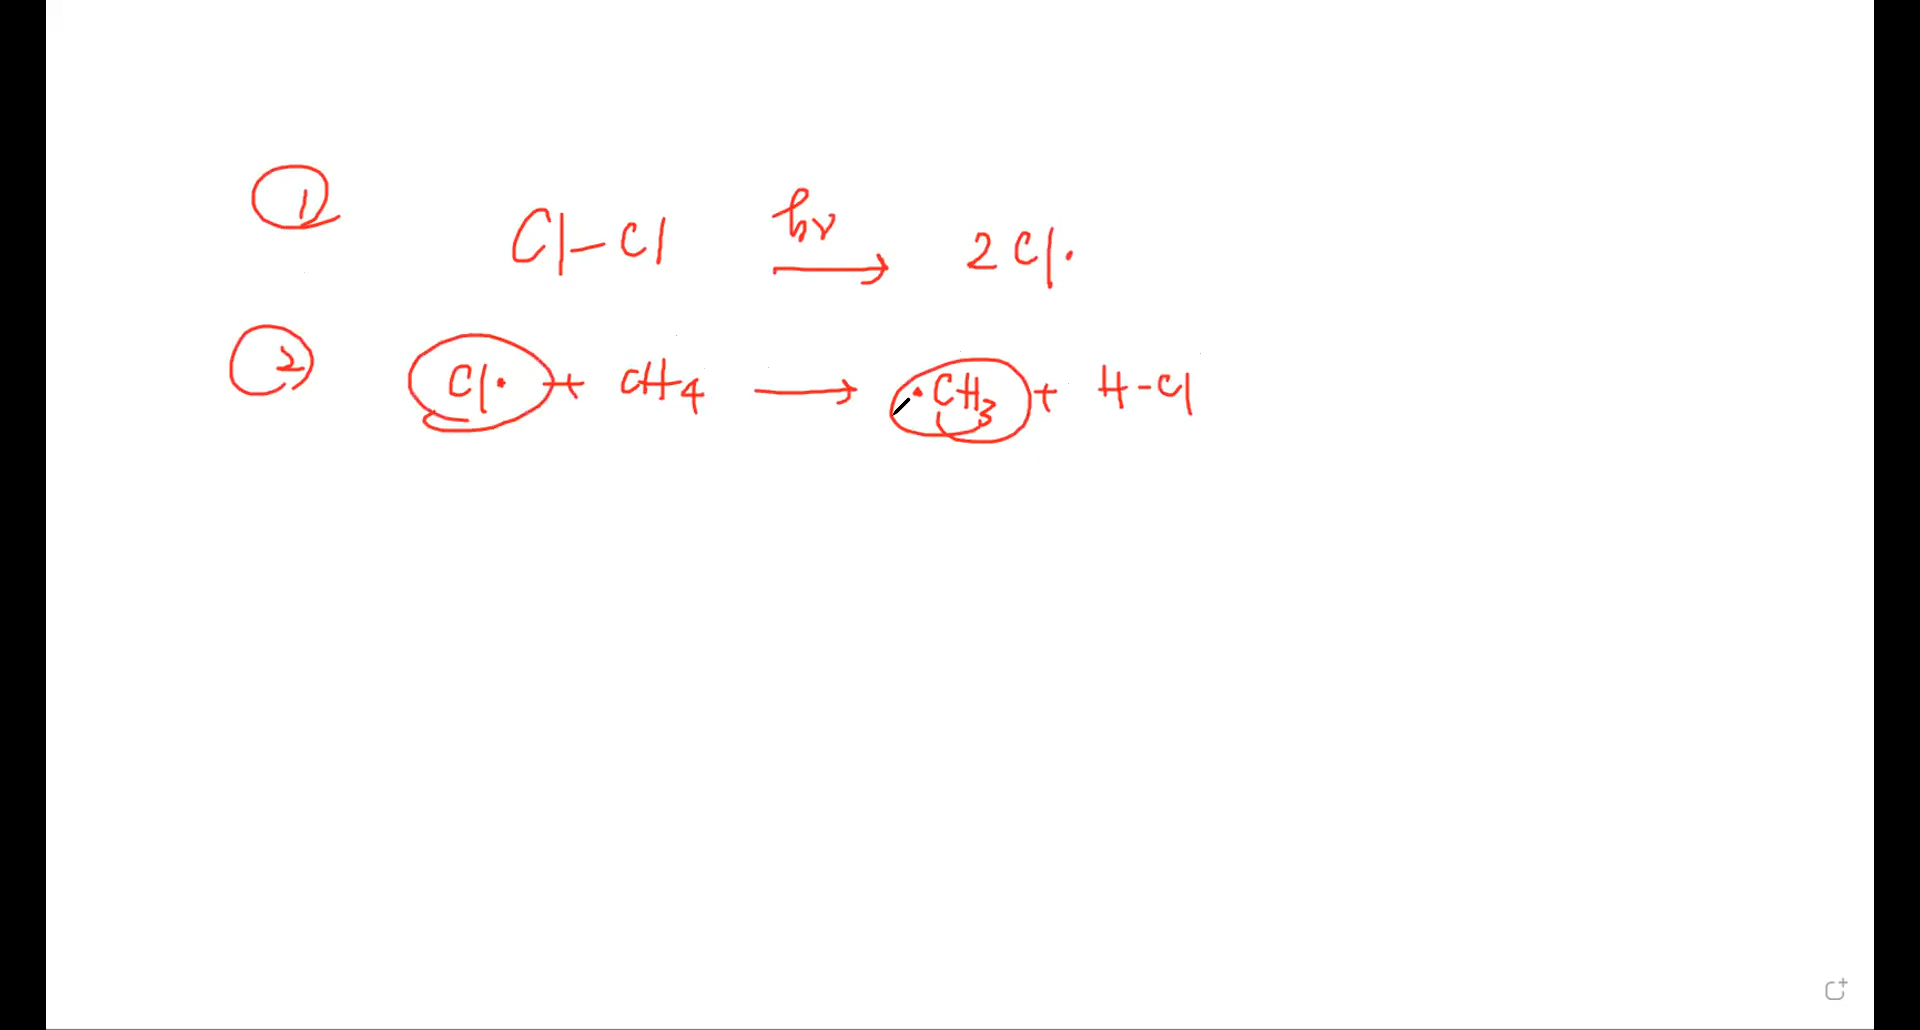 ① Cl-Cl hν → 2Cl·
② Cl· + CH₄ → ·CH₃ + H-Cl